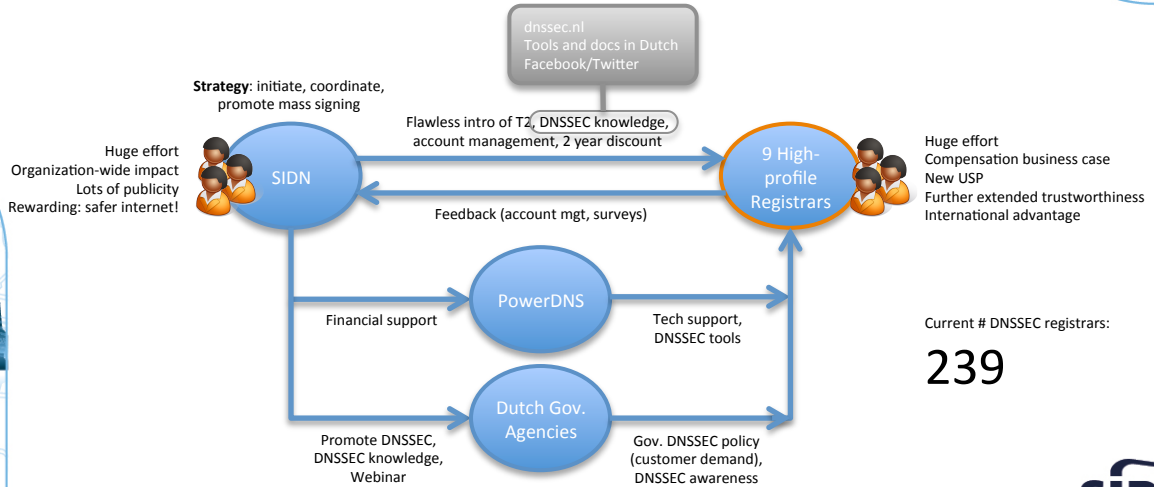 dnssec.nl
Tools and docs in Dutch
Facebook/Twitter
Strategy: initiate, coordinate,
promote mass signing
Flawless intro of T2, DNSSEC knowledge,
account management, 2 year discount
Huge effort
Organization-wide impact
Lots of publicity
Rewarding: safer internet!
SIDN
9 High-
profile
Registrars
Huge effort
Compensation business case
New USP
Further extended trustworthiness
International advantage
Feedback (account mgt, surveys)
PowerDNS
Financial support
Tech support,
DNSSEC tools
Current # DNSSEC registrars:
239
Dutch Gov.
Agencies
Promote DNSSEC,
DNSSEC knowledge,
Webinar
Gov. DNSSEC policy
(customer demand),
DNSSEC awareness